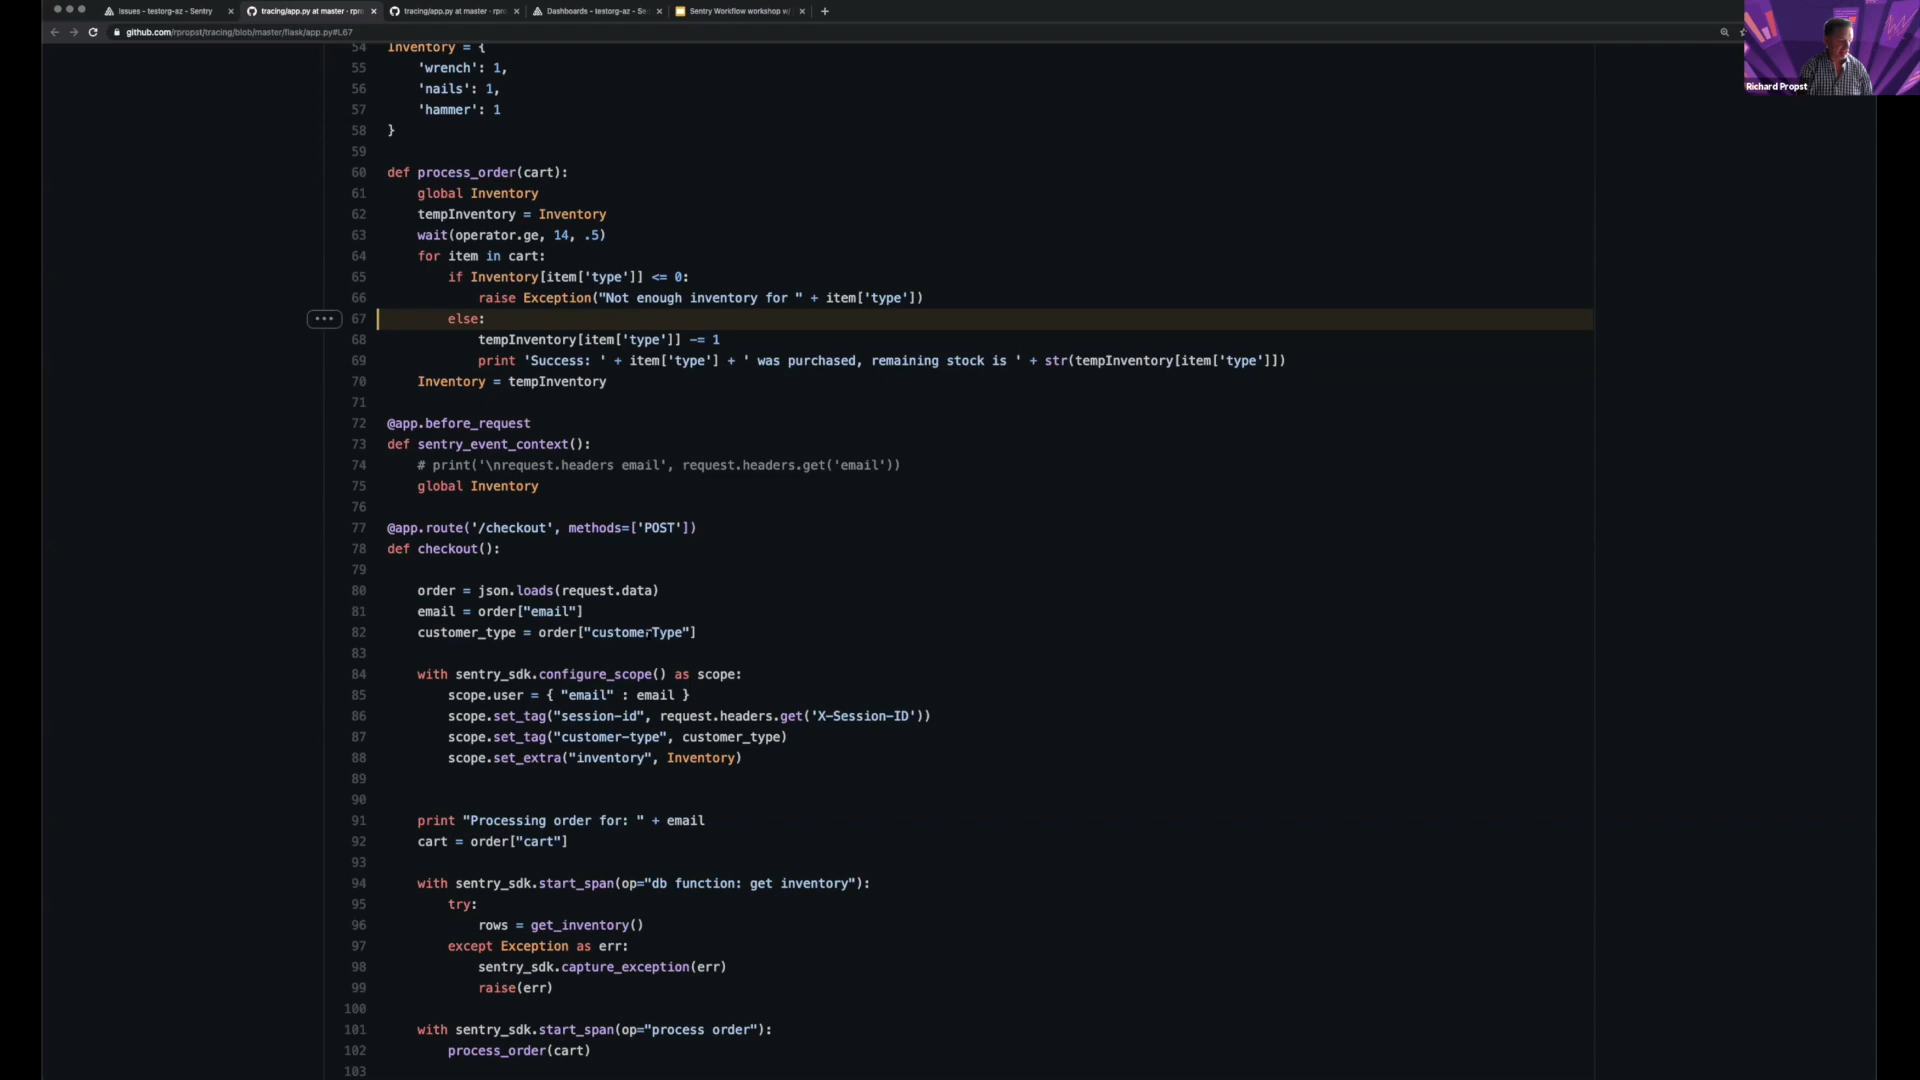 Issues - testorg-az - Sentry
tracing/app.py at master · rpro
tracing/app.py at master · rpro
Dashboards - testorg-az - Se
Sentry Workflow workshop w/
github.com/rpropst/tracing/blob/master/flask/app.py#L67
Richard Propst
54 Inventory = {
55 'wrench': 1,
56 'nails': 1,
57 'hammer': 1
58 }
59
60 def process_order(cart):
61 global Inventory
62 tempInventory = Inventory
63 wait(operator.ge, 14, .5)
64 for item in cart:
65 if Inventory[item['type']] <= 0:
66 raise Exception("Not enough inventory for " + item['type'])
67 else:
68 tempInventory[item['type']] -= 1
69 print 'Success: ' + item['type'] + ' was purchased, remaining stock is ' + str(tempInventory[item['type']])
70 Inventory = tempInventory
71
72 @app.before_request
73 def sentry_event_context():
74 # print('\nrequest.headers email', request.headers.get('email'))
75 global Inventory
76
77 @app.route('/checkout', methods=['POST'])
78 def checkout():
79
80 order = json.loads(request.data)
81 email = order["email"]
82 customer_type = order["customerType"]
83
84 with sentry_sdk.configure_scope() as scope:
85 scope.user = { "email" : email }
86 scope.set_tag("session-id", request.headers.get('X-Session-ID'))
87 scope.set_tag("customer-type", customer_type)
88 scope.set_extra("inventory", Inventory)
89
90
91 print "Processing order for: " + email
92 cart = order["cart"]
93
94 with sentry_sdk.start_span(op="db function: get inventory"):
95 try:
96 rows = get_inventory()
97 except Exception as err:
98 sentry_sdk.capture_exception(err)
99 raise(err)
100
101 with sentry_sdk.start_span(op="process order"):
102 process_order(cart)
103